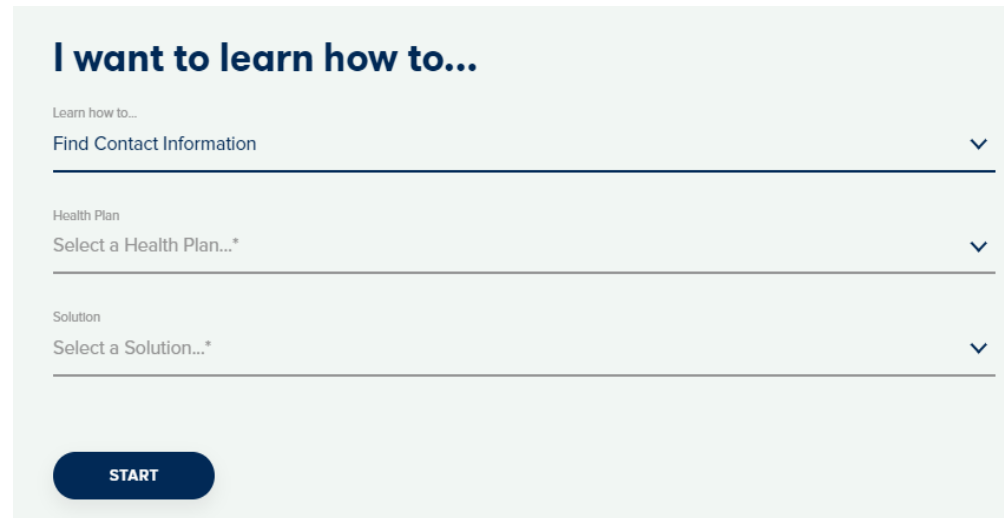 I want to learn how to...
Learn how to...
Find Contact Information
Health Plan
Select a Health Plan...*
Solution
Select a Solution...*
START